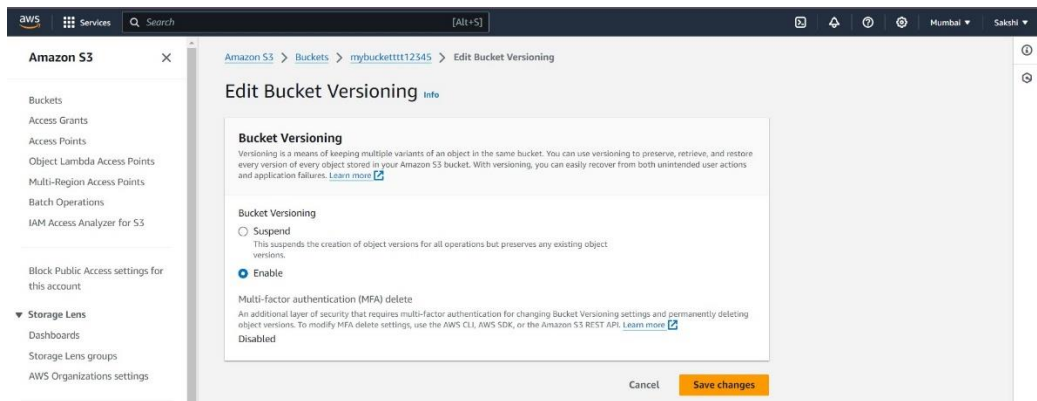 aws Services Search [Alt+S] Mumbai Sakshi
Amazon S3
Buckets
Access Grants
Access Points
Object Lambda Access Points
Multi-Region Access Points
Batch Operations
IAM Access Analyzer for S3
Block Public Access settings for
this account
Storage Lens
Dashboards
Storage Lens groups
AWS Organizations settings
Amazon S3 > Buckets > mybuckettttt12345 > Edit Bucket Versioning
Edit Bucket Versioning Info
Bucket Versioning
Versioning is a means of keeping multiple variants of an object in the same bucket. You can use versioning to preserve, retrieve, and restore
every version of every object stored in your Amazon S3 bucket. With versioning, you can easily recover from both unintended user actions
and application failures. Learn more
Bucket Versioning
Suspend
This suspends the creation of object versions for all operations but preserves any existing object
versions.
Enable
Multi-factor authentication (MFA) delete
An additional layer of security that requires multi-factor authentication for changing Bucket Versioning settings and permanently deleting
object versions. To modify MFA delete settings, use the AWS CLI, AWS SDK, or the Amazon S3 REST API. Learn more
Disabled
Cancel Save changes